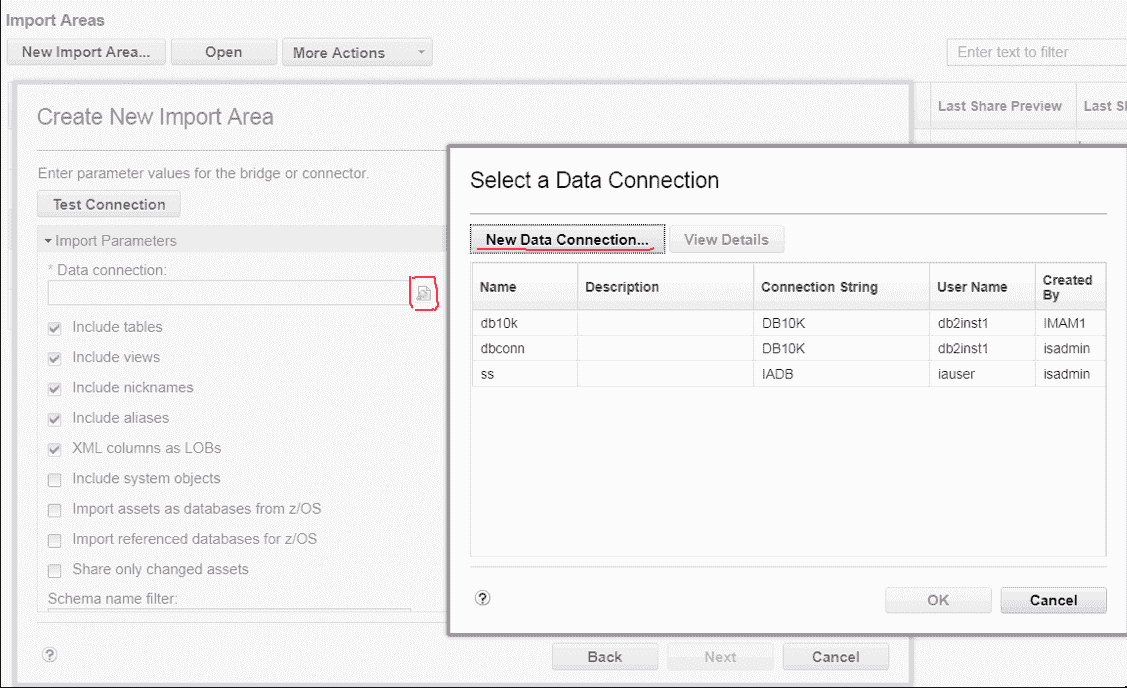 Import Areas
New Import Area... Open More Actions Enter text to filter
Last Share Preview
Create New Import Area
Enter parameter values for the bridge or connector.
Test Connection
Import Parameters
* Data connection:
Include tables
Include views
Include nicknames
Include aliases
XML columns as LOBs
Include system objects
Import assets as databases from z/OS
Import referenced databases for z/OS
Share only changed assets
Schema name filter:
?
Back Next Cancel
Select a Data Connection
New Data Connection... View Details
Name Description Connection String User Name Created By
db10k DB10K db2inst1 IMAM1
dbconn DB10K db2inst1 isadmin
ss IADB iauser isadmin
?
OK Cancel